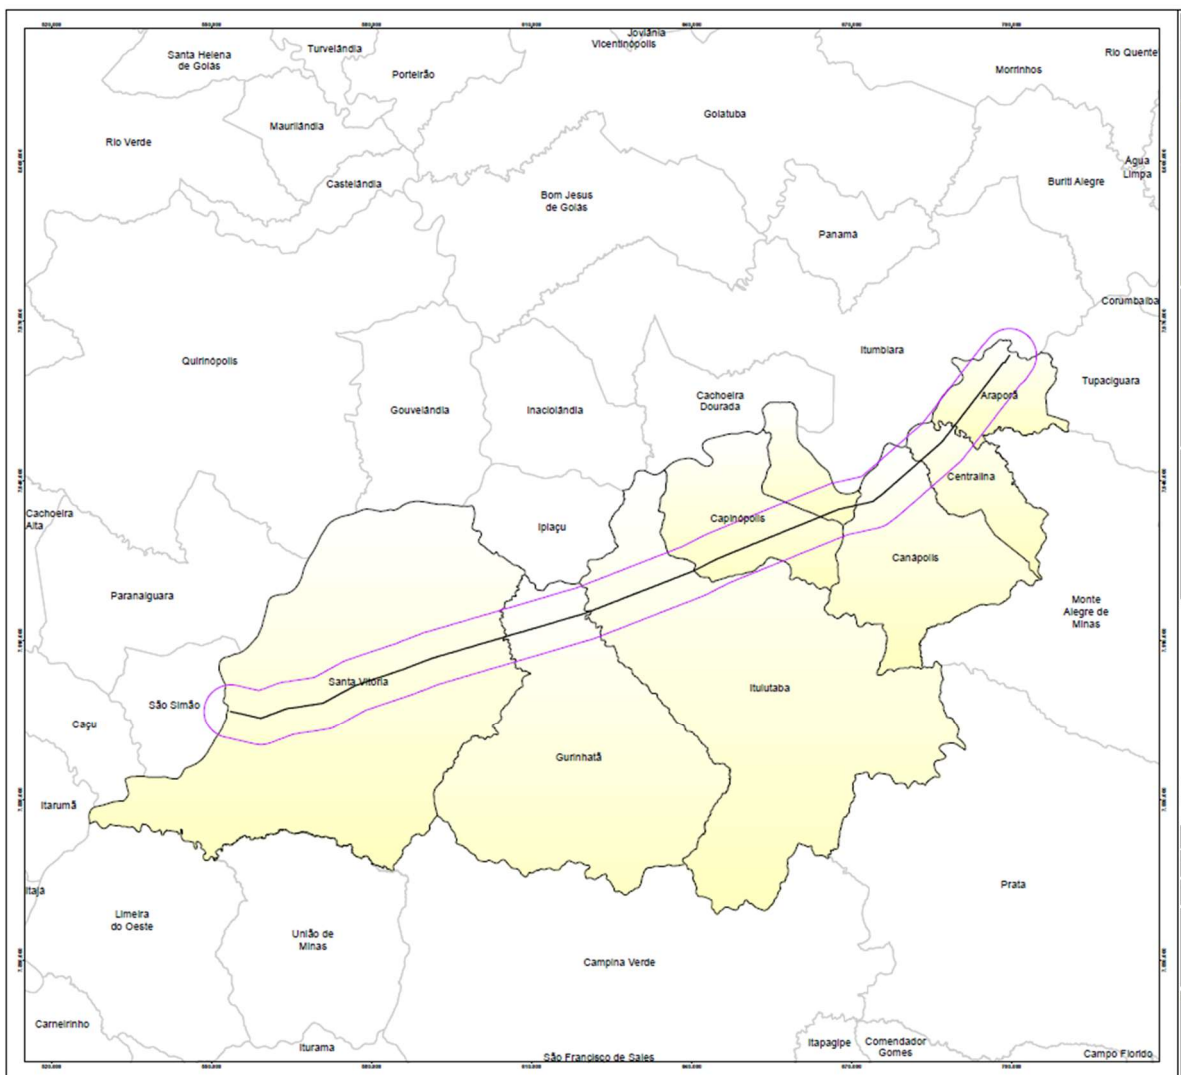 Joviânia
Vicentinópolis
Turvelândia
Santa Helena
de Goiás
Porteirão
Rio Quente
Morrinhos
Goiatuba
Maurilândia
Rio Verde
Castelândia
Água
Limpa
Buriti Alegre
Bom Jesus
de Goiás
Panamá
Corumbaíba
Itumbiara
Quirinópolis
Tupaciguara
Cachoeira
Dourada
Araporã
Gouvelândia
Inaciolândia
Centralina
Cachoeira
Alta
Ipiaçu
Capinópolis
Canápolis
Paranaiguara
Monte
Alegre de
Minas
Santa Vitória
Ituiutaba
São Simão
Caçu
Gurinhatã
Itarumã
Prata
Itajá
Limeira
do Oeste
União de
Minas
Campina Verde
Carneirinho
Iturama
São Francisco de Sales
Itapagipe
Comendador
Gomes
Campo Florido